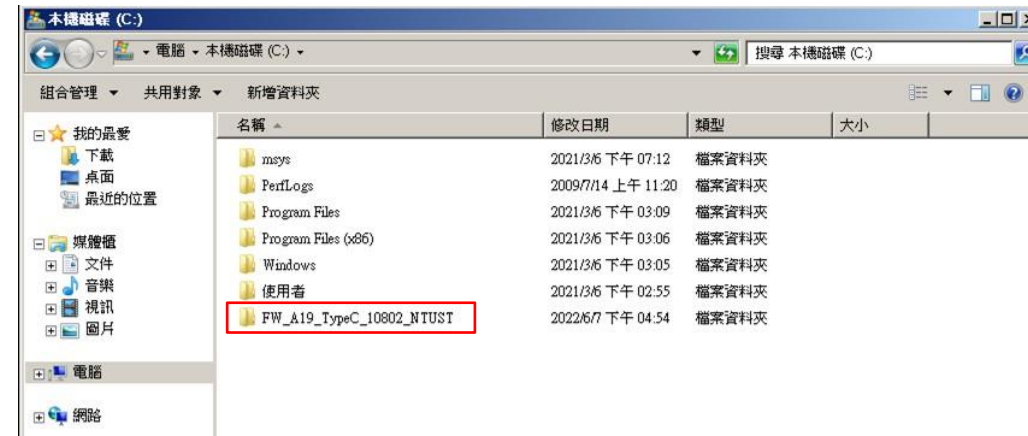 本機磁碟 (C:)
電腦 本機磁碟 (C:)
搜尋 本機磁碟 (C:)
組合管理 共用對象 新增資料夾
我的最愛
下載
桌面
最近的位置
媒體櫃
文件
音樂
視訊
圖片
電腦
網路
名稱 修改日期 類型 大小
msys 2021/3/6 下午 07:12 檔案資料夾
PerfLogs 2009/7/14 上午 11:20 檔案資料夾
Program Files 2021/3/6 下午 03:09 檔案資料夾
Program Files (x86) 2021/3/6 下午 03:06 檔案資料夾
Windows 2021/3/6 下午 03:05 檔案資料夾
使用者 2021/3/6 下午 02:55 檔案資料夾
FW_A19_TypeC_10802_NTUST 2022/6/7 下午 04:54 檔案資料夾